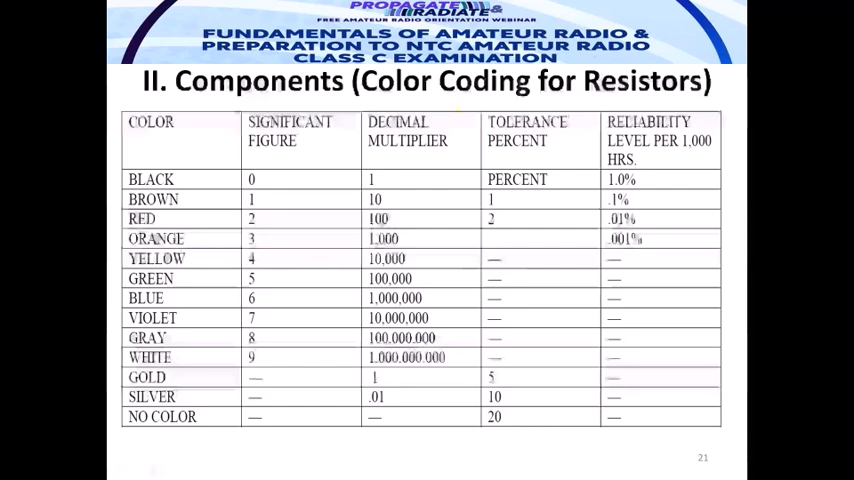 PROPAGATE &
RADIATE
FREE AMATEUR RADIO ORIENTATION WEBINAR
FUNDAMENTALS OF AMATEUR RADIO &
PREPARATION TO NTC AMATEUR RADIO
CLASS C EXAMINATION
II. Components (Color Coding for Resistors)
COLOR SIGNIFICANT FIGURE DECIMAL MULTIPLIER TOLERANCE PERCENT RELIABILITY LEVEL PER 1,000 HRS.
BLACK 0 1 PERCENT 1.0%
BROWN 1 10 1 .1%
RED 2 100 2 .01%
ORANGE 3 1,000 .001%
YELLOW 4 10,000 — —
GREEN 5 100,000 — —
BLUE 6 1,000,000 — —
VIOLET 7 10,000,000 — —
GRAY 8 100.000.000 — —
WHITE 9 1.000.000.000 — —
GOLD — 1 5 —
SILVER — .01 10 —
NO COLOR — — 20 —
21